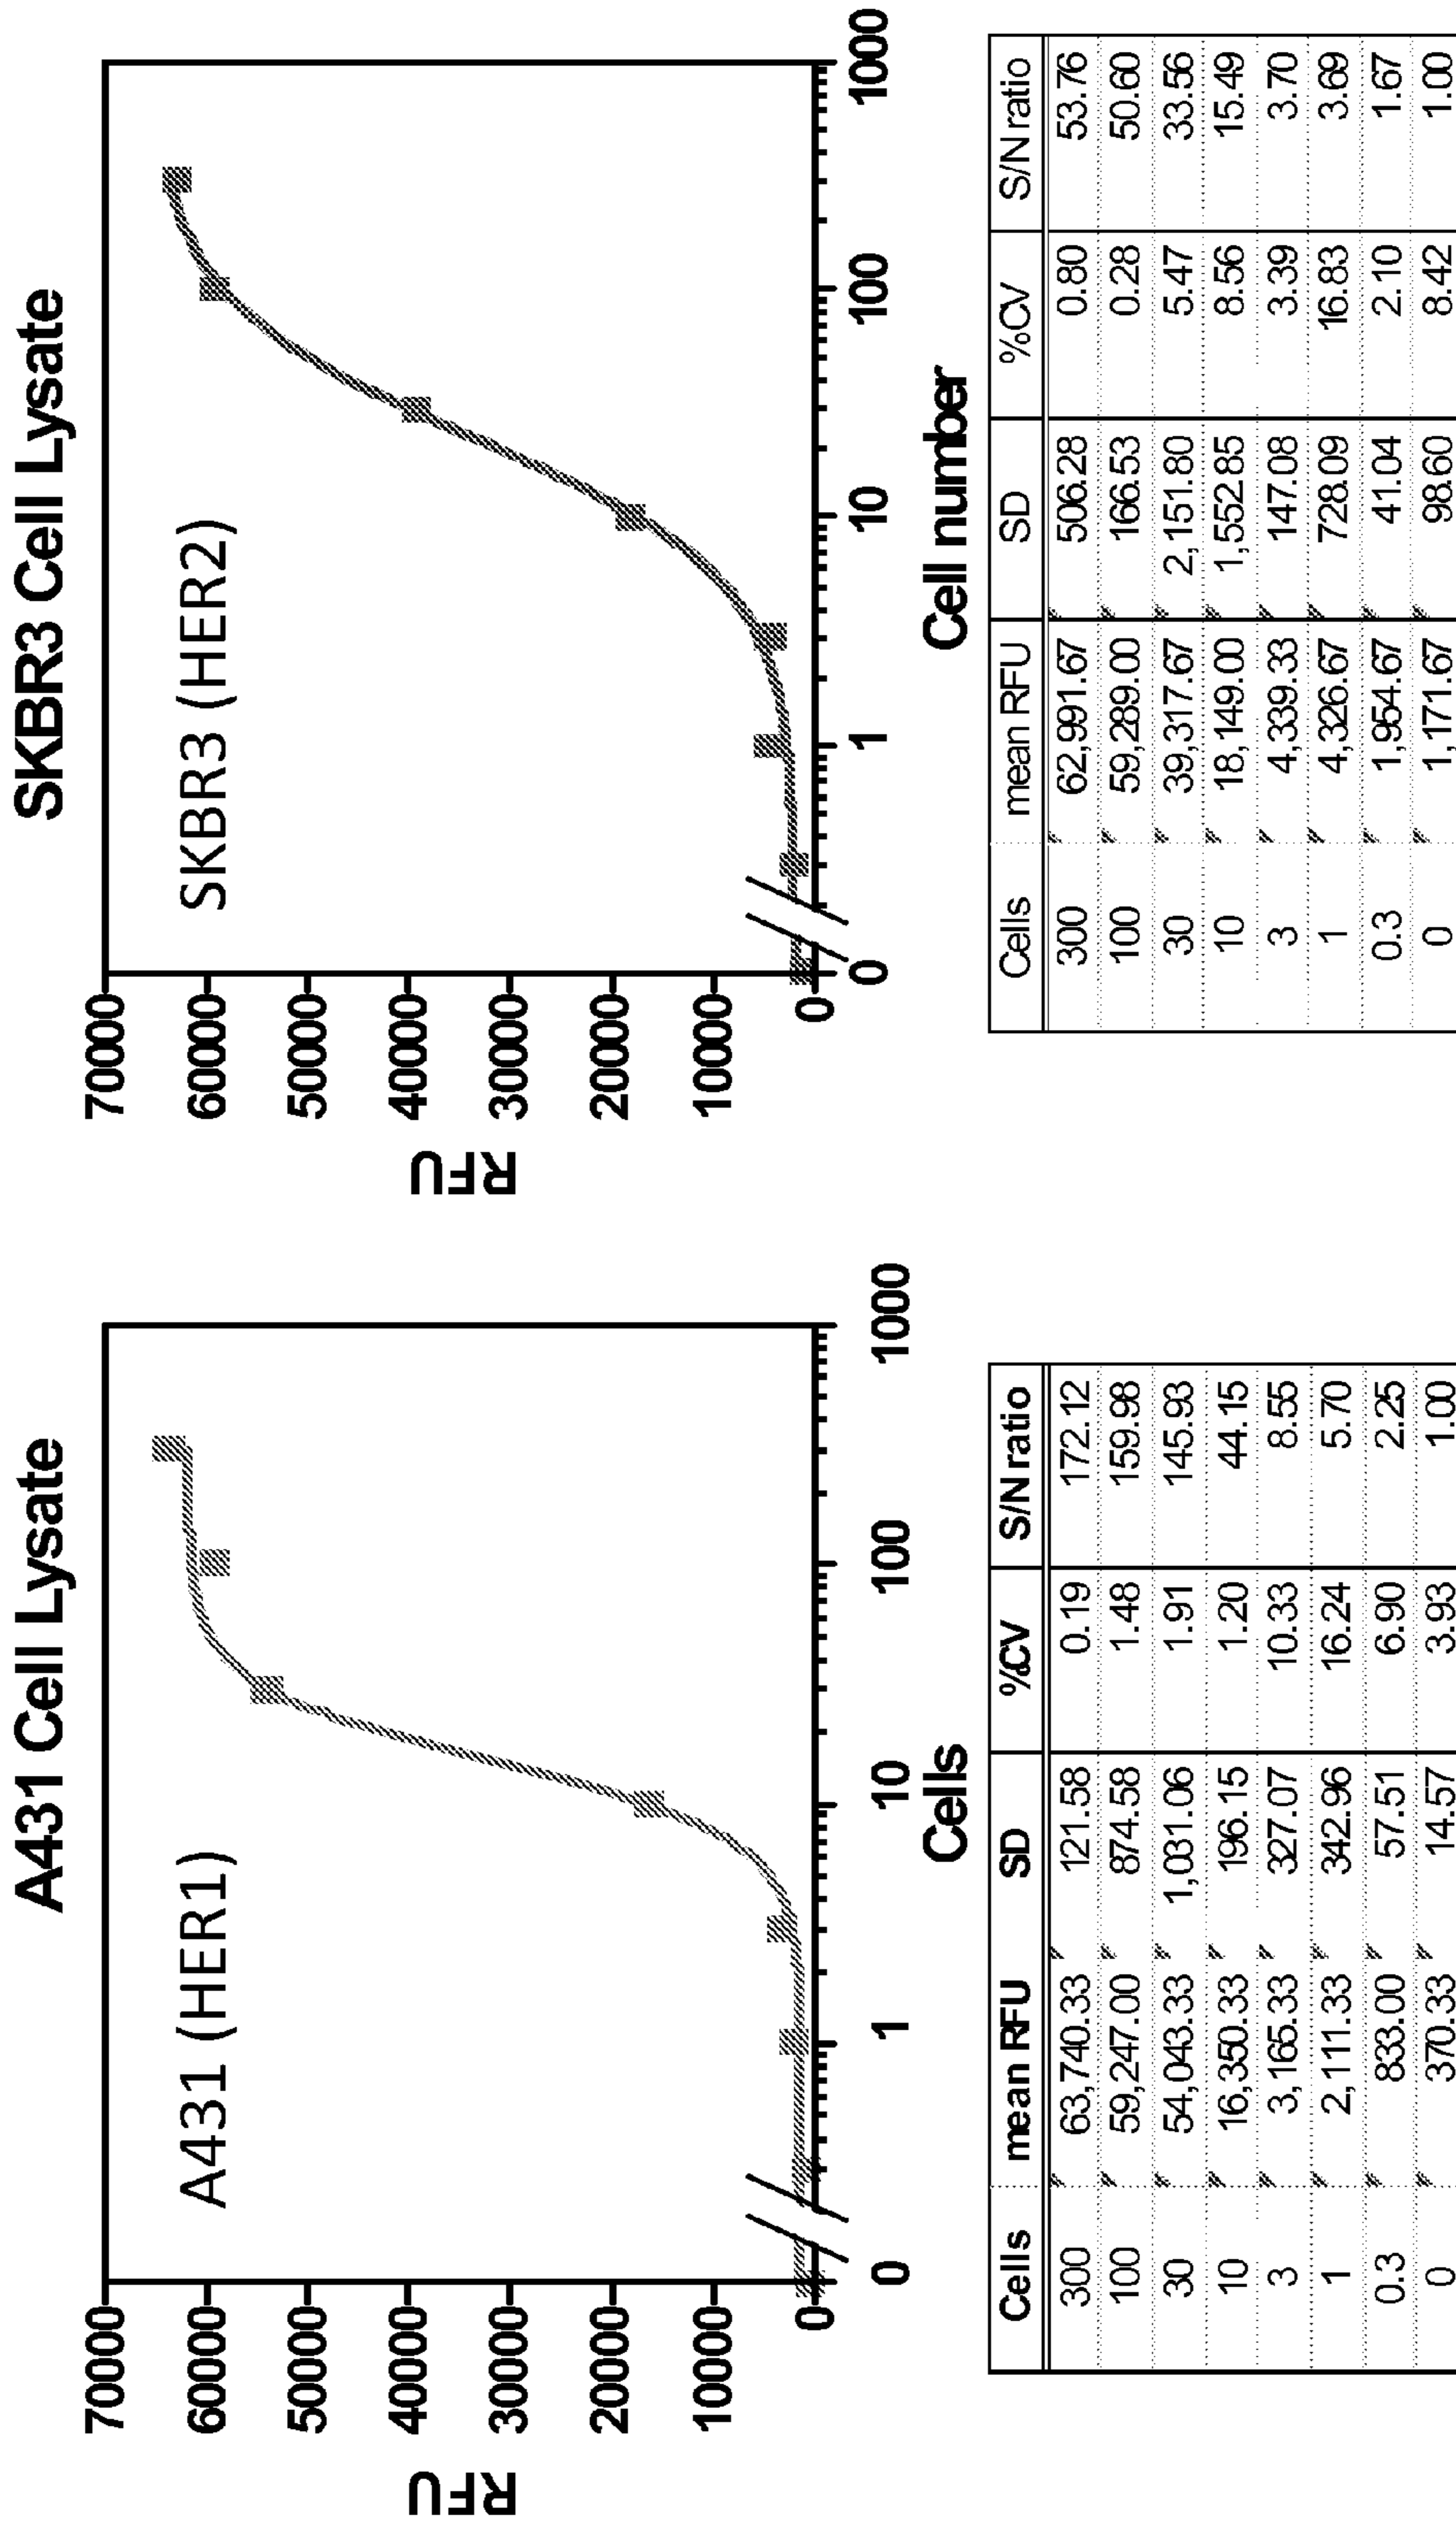 A431 Cell Lysate
A431 (HER1)
RFU
70000
60000
50000
40000
30000
20000
10000
0
0 1 10 100 1000
Cells
Cells mean RFU SD %CV S/N ratio
300 63,740.33 121.58 0.19 172.12
100 59,247.00 874.58 1.48 159.98
30 54,043.33 1,031.06 1.91 145.93
10 16,350.33 196.15 1.20 44.15
3 3,165.33 327.07 10.33 8.55
1 2,111.33 342.96 16.24 5.70
0.3 833.00 57.51 6.90 2.25
0 370.33 14.57 3.93 1.00
SKBR3 Cell Lysate
SKBR3 (HER2)
RFU
70000
60000
50000
40000
30000
20000
10000
0
0 1 10 100 1000
Cell number
Cells mean RFU SD %CV S/N ratio
300 62,991.67 506.28 0.80 53.76
100 59,289.00 166.53 0.28 50.60
30 39,317.67 2,151.80 5.47 33.56
10 18,149.00 1,552.85 8.56 15.49
3 4,339.33 147.08 3.39 3.70
1 4,326.67 728.09 16.83 3.69
0.3 1,954.67 41.04 2.10 1.67
0 1,171.67 98.60 8.42 1.00